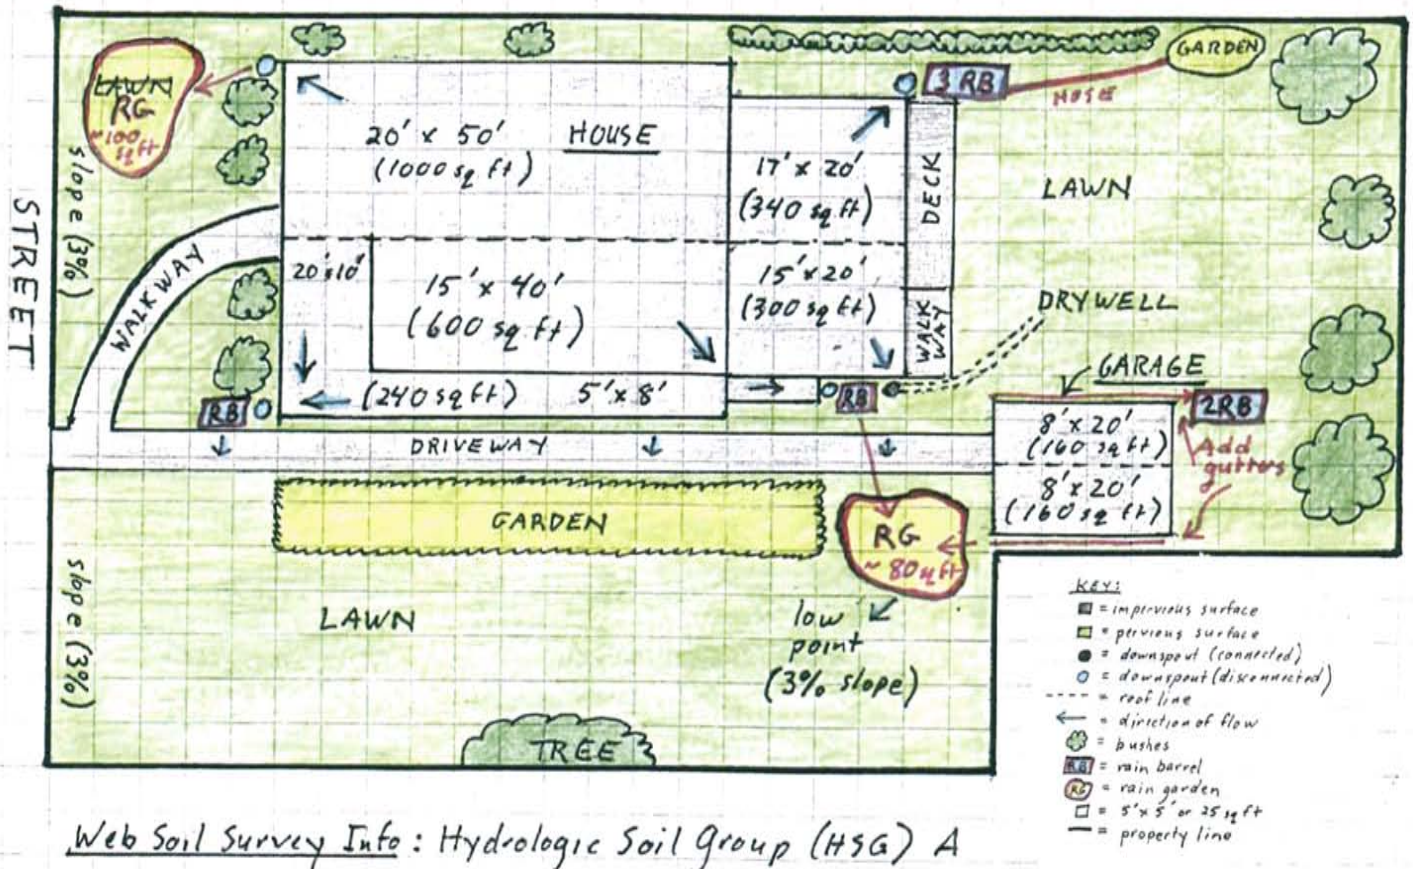 GARDEN
3 RB
HOSE
LAWN
RG
~100
sq ft
20' x 50'
(1000 sq ft)
HOUSE
17' x 20'
(340 sq ft)
DECK
LAWN
slope (3%)
STREET
WALKWAY
20'x10'
15' x 40'
(600 sq ft)
15' x 20'
(300 sq ft)
WALK
WAY
DRYWELL
GARAGE
RB
(240 sq ft)
5' x 8'
RB
2RB
8' x 20'
(160 sq ft)
Add
gutters
8' x 20'
(160 sq ft)
DRIVEWAY
GARDEN
RG
~ 80 sq ft
slope (3%)
LAWN
low
point
(3% slope)
TREE
KEY:
= impervious surface
= pervious surface
= downspout (connected)
= downspout (disconnected)
= roof line
= direction of flow
= bushes
RB = rain barrel
RG = rain garden
= 5' x 5' or 25 sq ft
= property line
Web Soil Survey Info: Hydrologic Soil Group (HSG) A